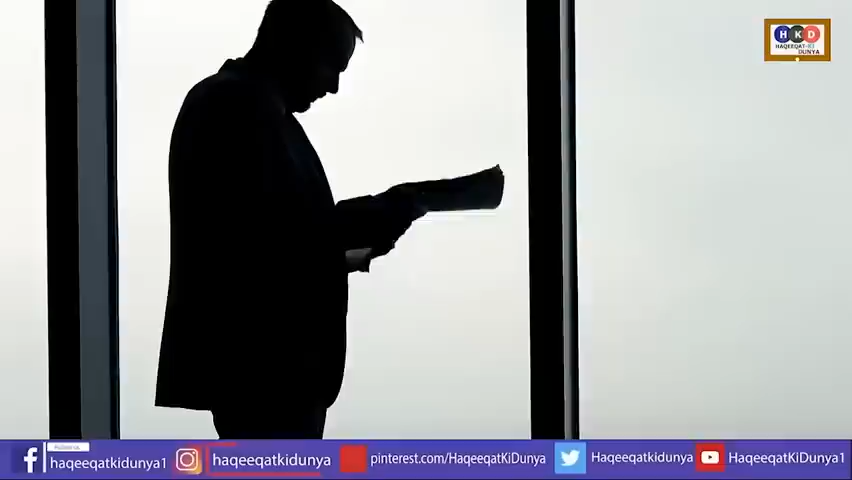 HKD
HAQEEQAT-KI
DUNYA
haqeeqatkidunya1
haqeeqatkidunya
pinterest.com/HaqeeqatKiDunya
HaqeeqatKidunya
HaqeeqatKiDunya1